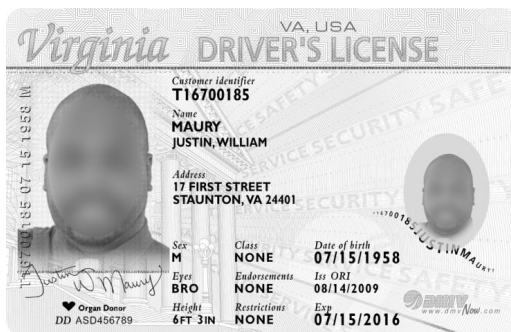 Virginia
VA, USA
DRIVER'S LICENSE
Customer identifier
T16700185
Name
MAURY
JUSTIN, WILLIAM
Address
17 FIRST STREET
STAUNTON, VA 24401
Sex Class Date of birth
M NONE 07/15/1958
Eyes Endorsements Iss ORI
BRO NONE 08/14/2009
Height Restrictions Exp
6FT 3IN NONE 07/15/2016
T16700185 07 15 1958 M
Justin W Maury
Organ Donor
DD ASD456789
SERVICE SECURITY SAFETY
T16700185JUSTINMAURY
DMV
www.dmvNow.com